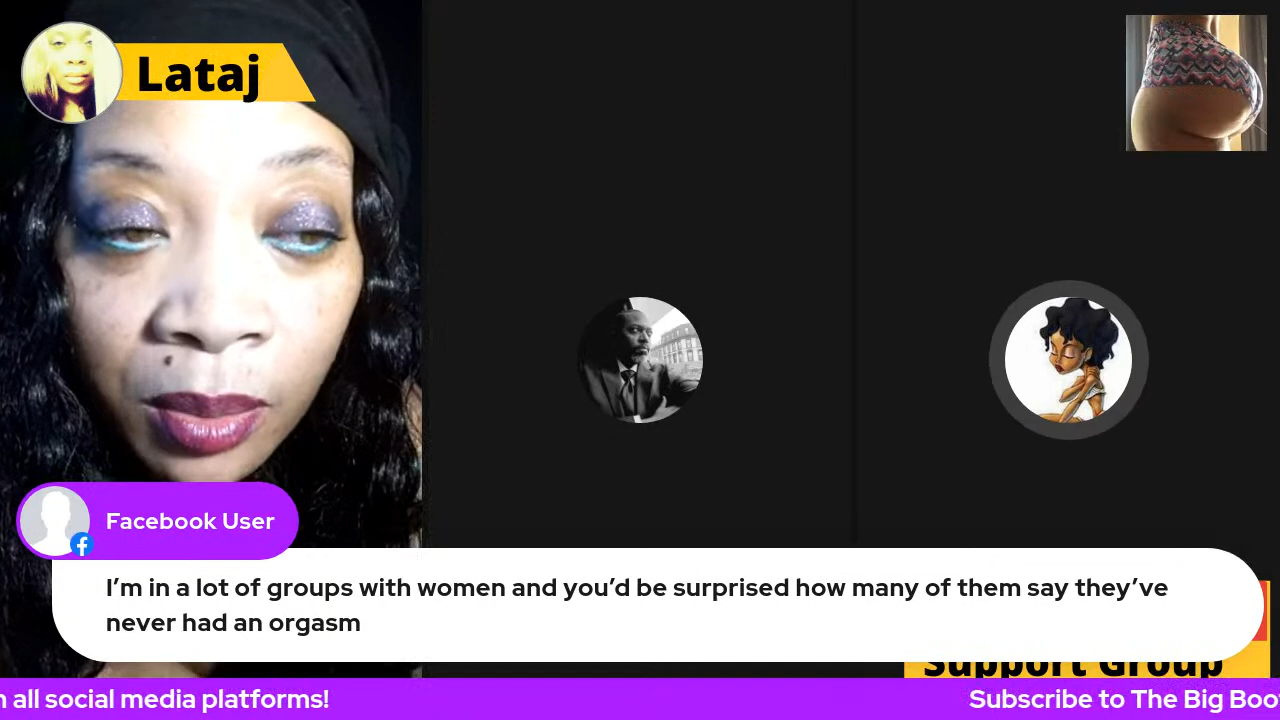 Lataj
Facebook User
I’m in a lot of groups with women and you’d be surprised how many of them say they’ve
never had an orgasm
Support Group
all social media platforms!
Subscribe to The Big